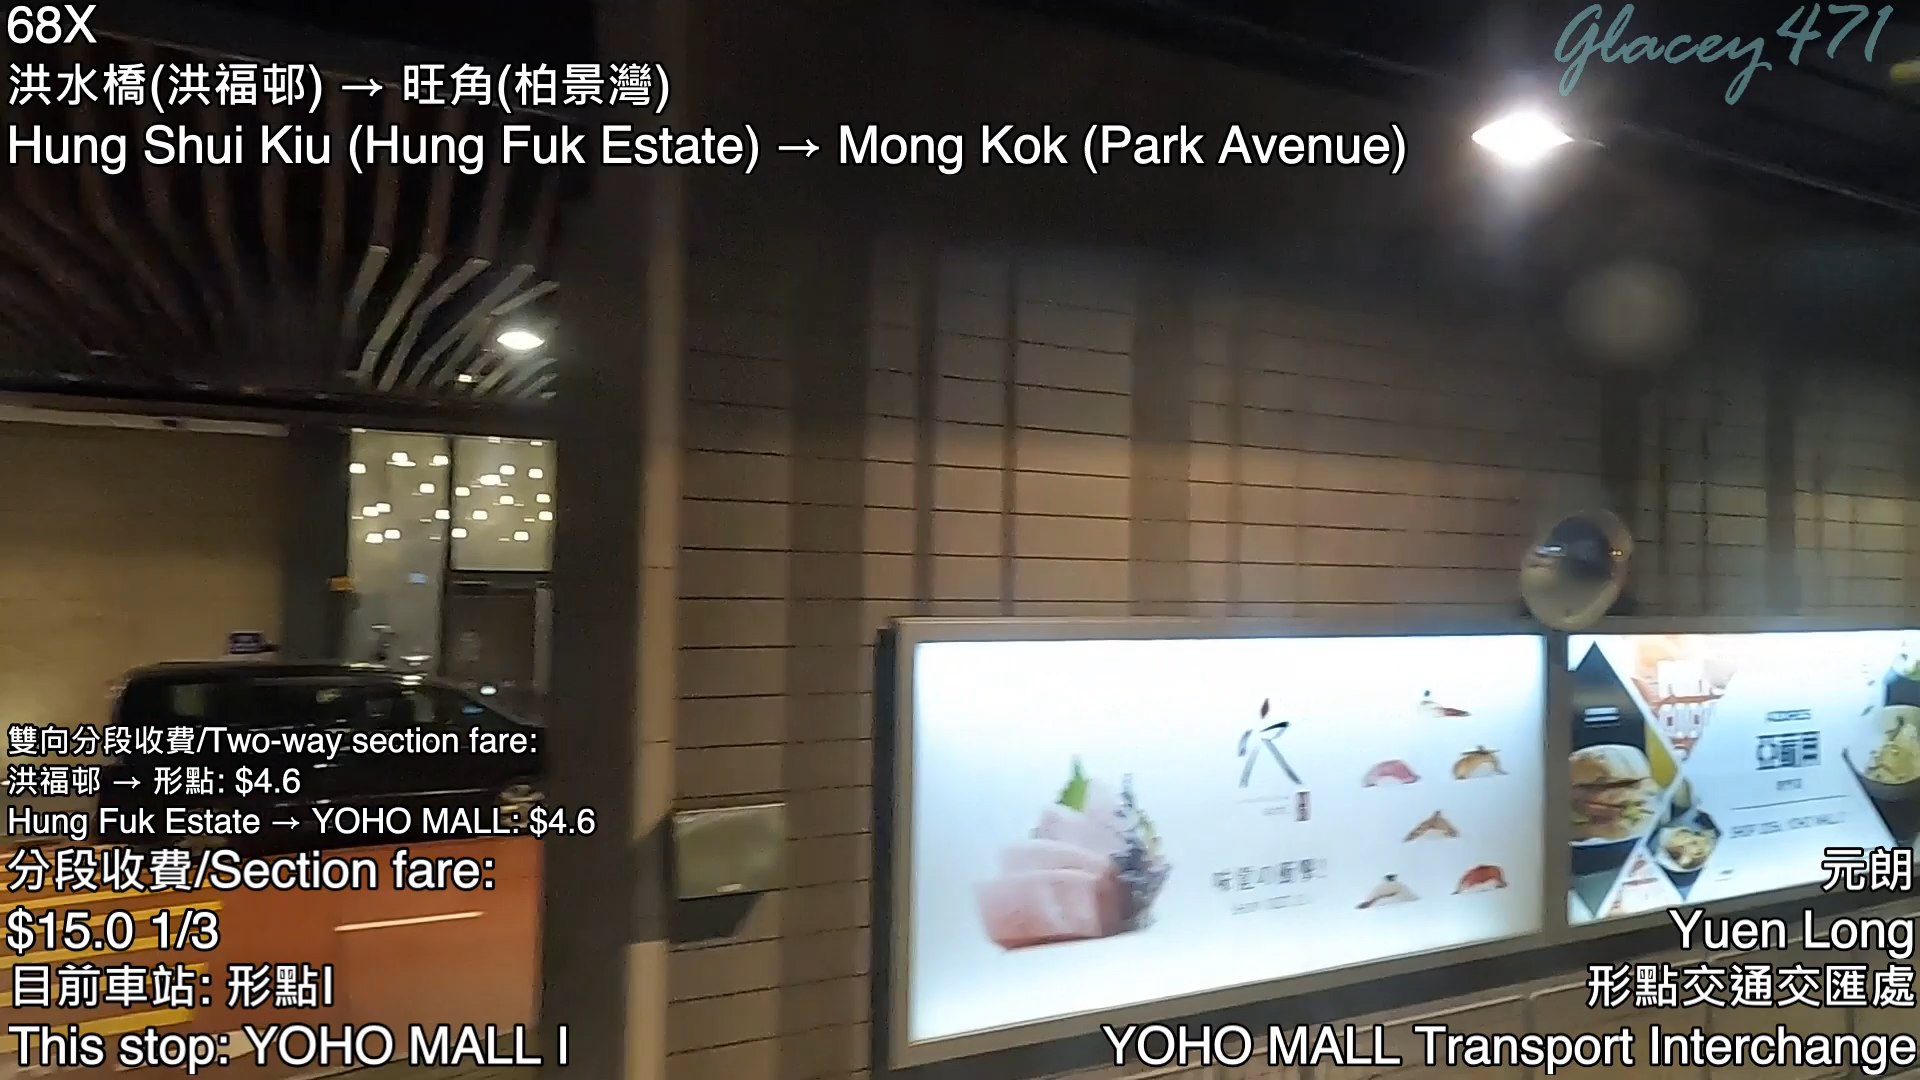 68X
洪水橋(洪福邨) → 旺角(柏景灣)
Hung Shui Kiu (Hung Fuk Estate) → Mong Kok (Park Avenue)
Glacey471
雙向分段收費/Two-way section fare:
洪福邨 → 形點: $4.6
Hung Fuk Estate → YOHO MALL: $4.6
分段收費/Section fare:
$15.0 1/3
目前車站: 形點I
This stop: YOHO MALL I
元朗
Yuen Long
形點交通交匯處
YOHO MALL Transport Interchange